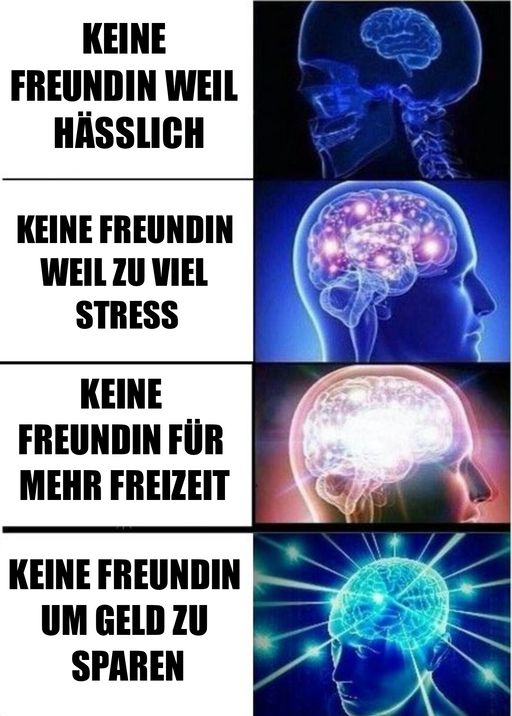 KEINE
FREUNDIN WEIL
HÄSSLICH
KEINE FREUNDIN
WEIL ZU VIEL
STRESS
KEINE
FREUNDIN FÜR
MEHR FREIZEIT
KEINE FREUNDIN
UM GELD ZU
SPAREN